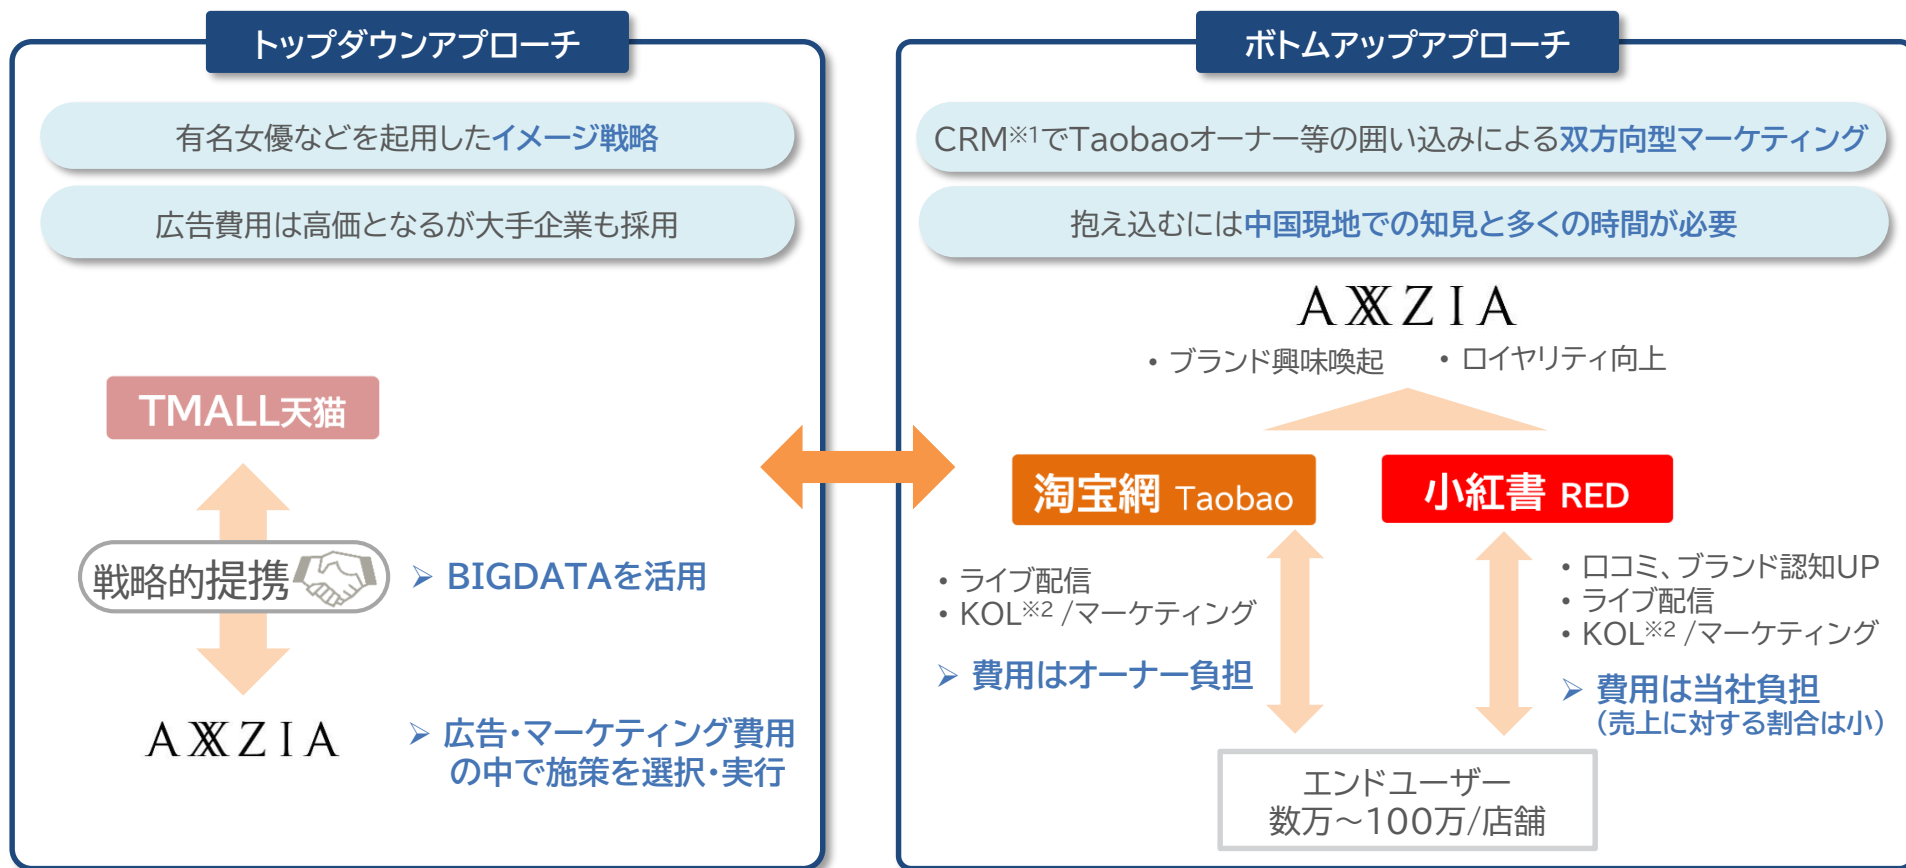 トップダウンアプローチ
有名女優などを起用したイメージ戦略
広告費用は高価となるが大手企業も採用
TMALL天猫
戦略的提携
➢ BIGDATAを活用
AXXZIA
➢ 広告・マーケティング費用
の中で施策を選択・実行
ボトムアップアプローチ
CRM※1でTaobaoオーナー等の囲い込みによる双方向型マーケティング
抱え込むには中国現地での知見と多くの時間が必要
AXXZIA
・ブランド興味喚起 ・ロイヤリティ向上
淘宝網 Taobao
・ライブ配信
・KOL※2 /マーケティング
➢ 費用はオーナー負担
小紅書 RED
・口コミ、ブランド認知UP
・ライブ配信
・KOL※2 /マーケティング
➢ 費用は当社負担
(売上に対する割合は小)
エンドユーザー
数万～100万/店舗